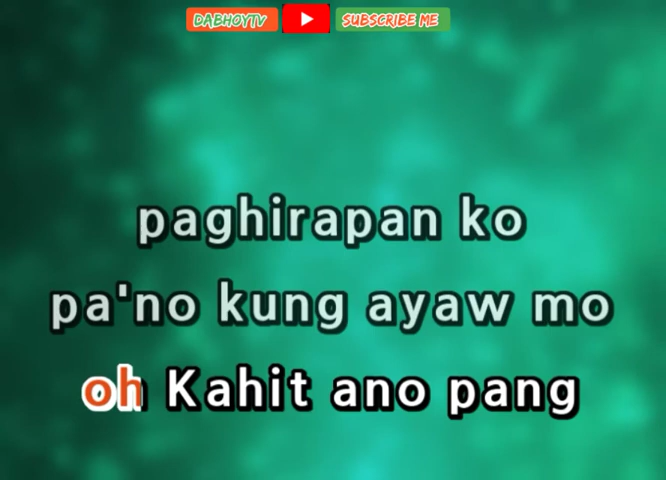 DABHOYTV SUBSCRIBE ME
paghirapan ko
pa'no kung ayaw mo
oh Kahit ano pang